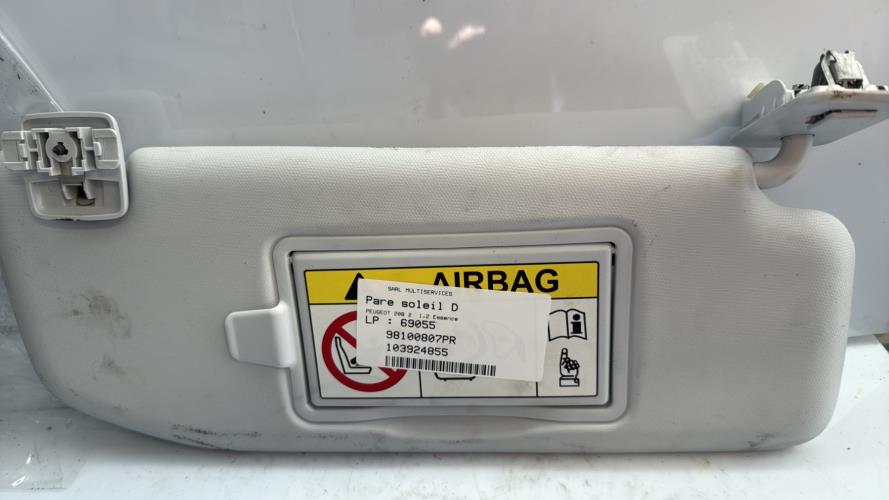 AIRBAG
SARL MULTISERVICES
Pare soleil D
PEUGEOT 208 2 1.2 Essence
LP : 69055
98100807PR
103924855